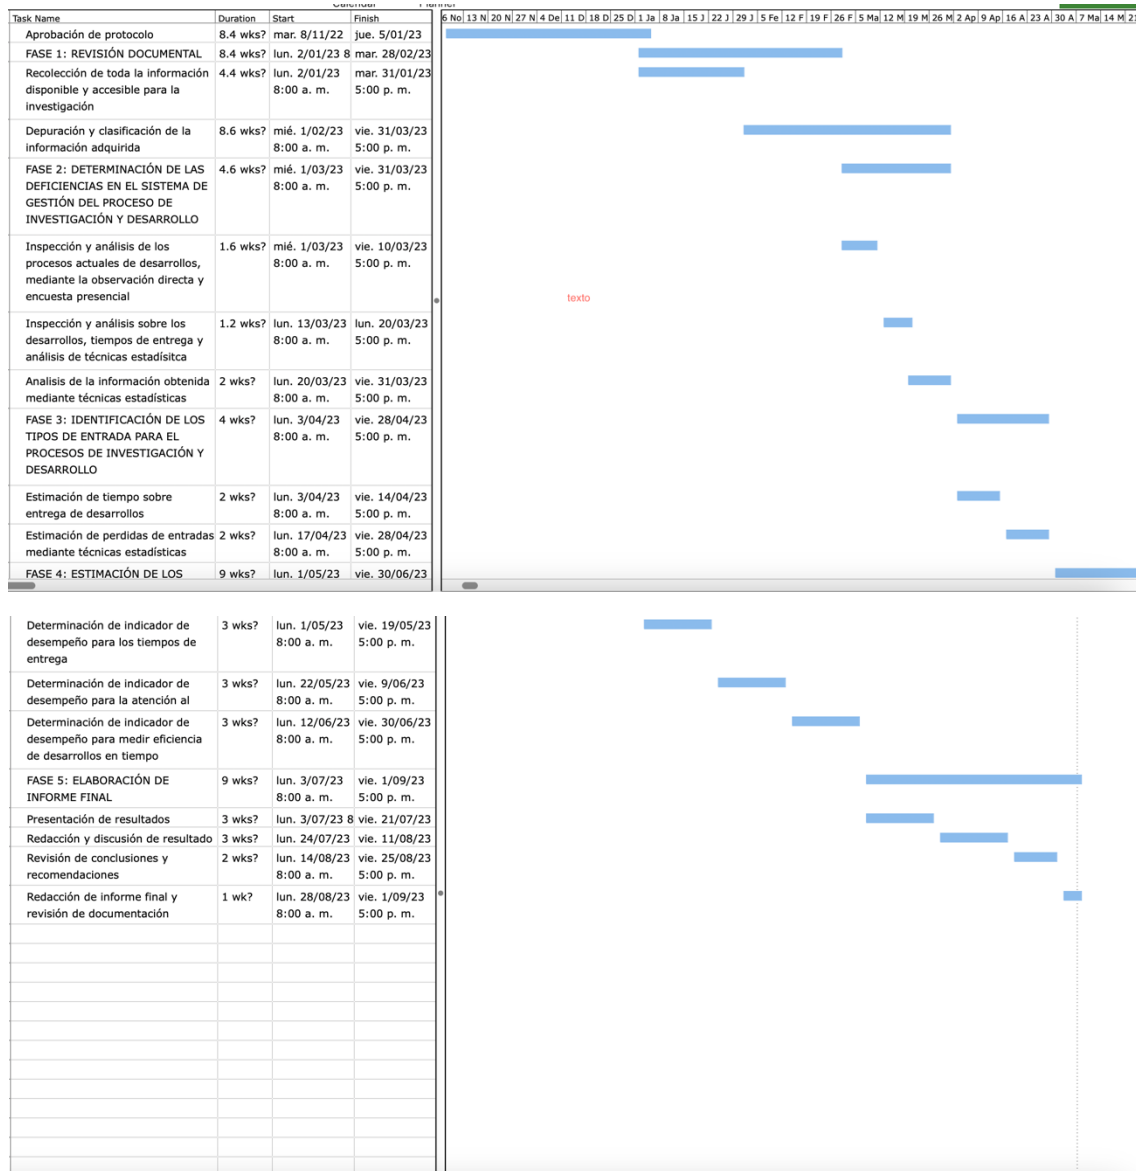 Task Name Duration Start Finish
6 No 13 N 20 N 27 N 4 De 11 D 18 D 25 D 1 Ja 8 Ja 15 J 22 J 29 J 5 Fe 12 F 19 F 26 F 5 Ma 12 M 19 M 26 M 2 Ap 9 Ap 16 A 23 A 30 A 7 Ma 14 M 21
Aprobación de protocolo 8.4 wks? mar. 8/11/22 jue. 5/01/23
FASE 1: REVISIÓN DOCUMENTAL 8.4 wks? lun. 2/01/23 8 mar. 28/02/23
Recolección de toda la información 4.4 wks? lun. 2/01/23 mar. 31/01/23
disponible y accesible para la 8:00 a. m. 5:00 p. m.
investigación
Depuración y clasificación de la 8.6 wks? mié. 1/02/23 vie. 31/03/23
información adquirida 8:00 a. m. 5:00 p. m.
FASE 2: DETERMINACIÓN DE LAS 4.6 wks? mié. 1/03/23 vie. 31/03/23
DEFICIENCIAS EN EL SISTEMA DE 8:00 a. m. 5:00 p. m.
GESTIÓN DEL PROCESO DE
INVESTIGACIÓN Y DESARROLLO
Inspección y análisis de los 1.6 wks? mié. 1/03/23 vie. 10/03/23
procesos actuales de desarrollos, 8:00 a. m. 5:00 p. m.
mediante la observación directa y
encuesta presencial
texto
Inspección y análisis sobre los 1.2 wks? lun. 13/03/23 lun. 20/03/23
desarrollos, tiempos de entrega y 8:00 a. m. 5:00 p. m.
análisis de técnicas estadísitca
Analisis de la información obtenida 2 wks? lun. 20/03/23 vie. 31/03/23
mediante técnicas estadísticas 8:00 a. m. 5:00 p. m.
FASE 3: IDENTIFICACIÓN DE LOS 4 wks? lun. 3/04/23 vie. 28/04/23
TIPOS DE ENTRADA PARA EL 8:00 a. m. 5:00 p. m.
PROCESOS DE INVESTIGACIÓN Y
DESARROLLO
Estimación de tiempo sobre 2 wks? lun. 3/04/23 vie. 14/04/23
entrega de desarrollos 8:00 a. m. 5:00 p. m.
Estimación de perdidas de entradas 2 wks? lun. 17/04/23 vie. 28/04/23
mediante técnicas estadísticas 8:00 a. m. 5:00 p. m.
FASE 4: ESTIMACIÓN DE LOS 9 wks? lun. 1/05/23 vie. 30/06/23
Determinación de indicador de 3 wks? lun. 1/05/23 vie. 19/05/23
desempeño para los tiempos de 8:00 a. m. 5:00 p. m.
entrega
Determinación de indicador de 3 wks? lun. 22/05/23 vie. 9/06/23
desempeño para la atención al 8:00 a. m. 5:00 p. m.
Determinación de indicador de 3 wks? lun. 12/06/23 vie. 30/06/23
desempeño para medir eficiencia 8:00 a. m. 5:00 p. m.
de desarrollos en tiempo
FASE 5: ELABORACIÓN DE 9 wks? lun. 3/07/23 vie. 1/09/23
INFORME FINAL 8:00 a. m. 5:00 p. m.
Presentación de resultados 3 wks? lun. 3/07/23 8 vie. 21/07/23
Redacción y discusión de resultado 3 wks? lun. 24/07/23 vie. 11/08/23
Revisión de conclusiones y 2 wks? lun. 14/08/23 vie. 25/08/23
recomendaciones 8:00 a. m. 5:00 p. m.
Redacción de informe final y 1 wk? lun. 28/08/23 vie. 1/09/23
revisión de documentación 8:00 a. m. 5:00 p. m.